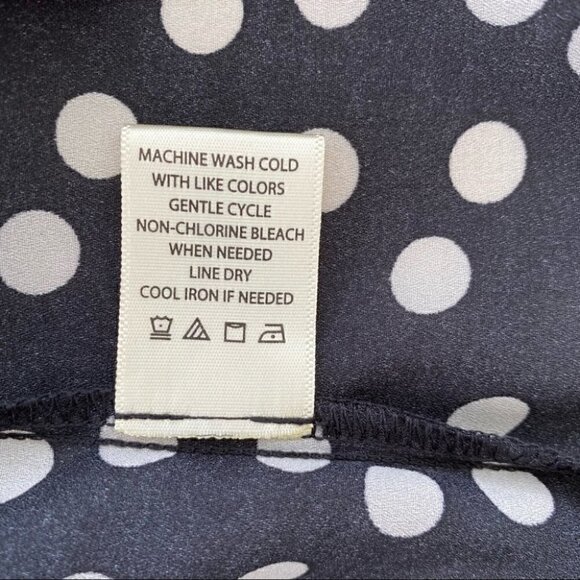 MACHINE WASH COLD
WITH LIKE COLORS
GENTLE CYCLE
NON-CHLORINE BLEACH
WHEN NEEDED
LINE DRY
COOL IRON IF NEEDED